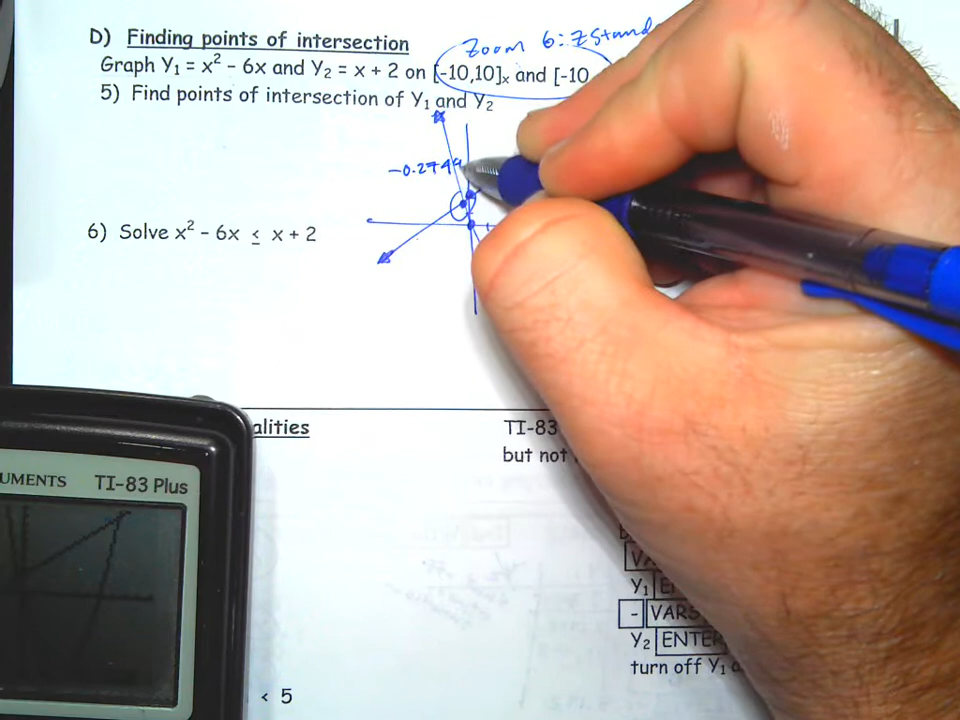 Zoom 6: ZStand
D) Finding points of intersection
Graph Y₁ = x² – 6x and Y₂ = x + 2 on [-10,10]ₓ and [-10
5) Find points of intersection of Y₁ and Y₂
-0.2749
6) Solve x² – 6x ≤ x + 2
alities
TI-83
but not
UMENTS TI-83 Plus
Y₁ E
- VARS
Y₂ ENTER
turn off Y₁
< 5